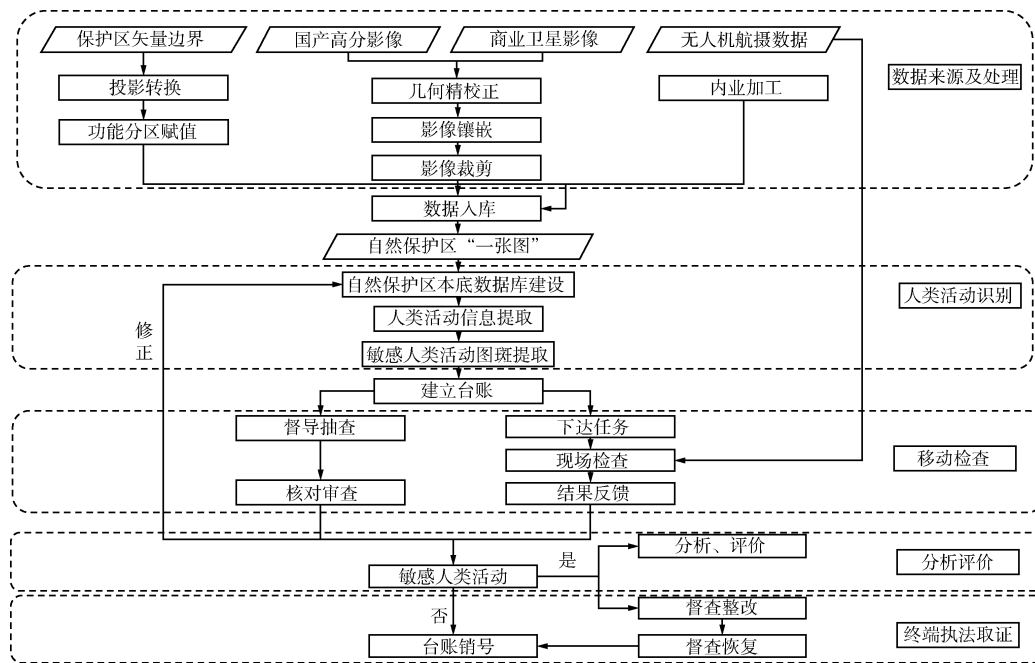 保护区矢量边界
国产高分影像
商业卫星影像
无人机航摄数据
数据来源及处理
投影转换
几何精校正
内业加工
功能分区赋值
影像镶嵌
影像裁剪
数据入库
自然保护区“一张图”
自然保护区本底数据库建设
人类活动识别
人类活动信息提取
修
正
敏感人类活动图斑提取
建立台账
督导抽查
下达任务
现场检查
移动检查
核对审查
结果反馈
分析、评价
是
分析评价
敏感人类活动
否
督查整改
终端执法取证
台账销号
督查恢复